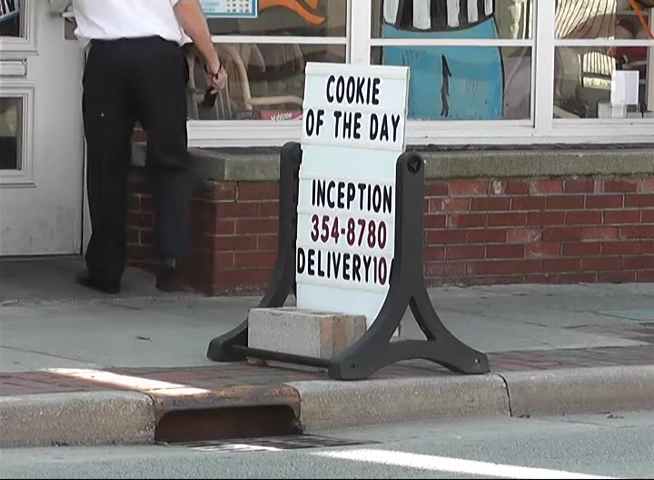 COOKIE
OF THE DAY
INCEPTION
354-8780
DELIVERY10